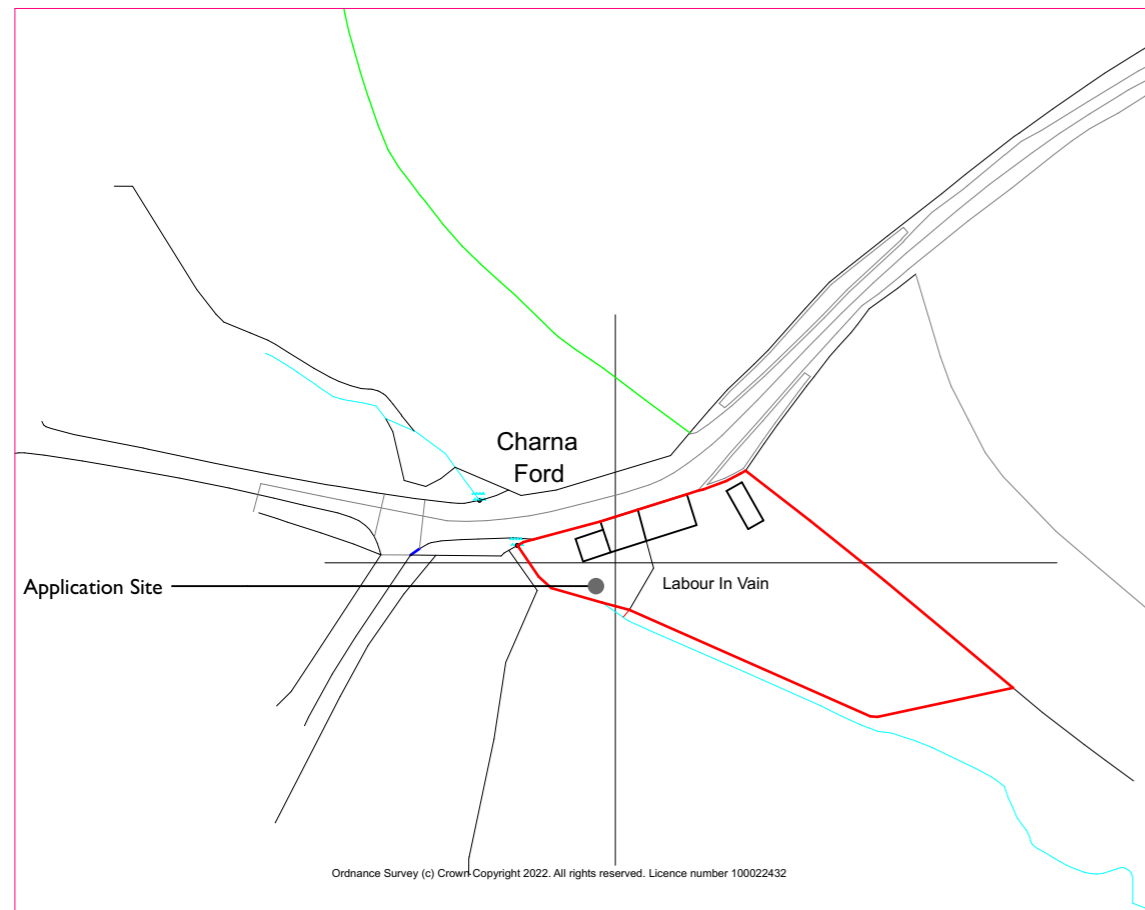 Charna
Ford
Application Site
Labour In Vain
Ordnance Survey (c) Crown Copyright 2022. All rights reserved. Licence number 100022432